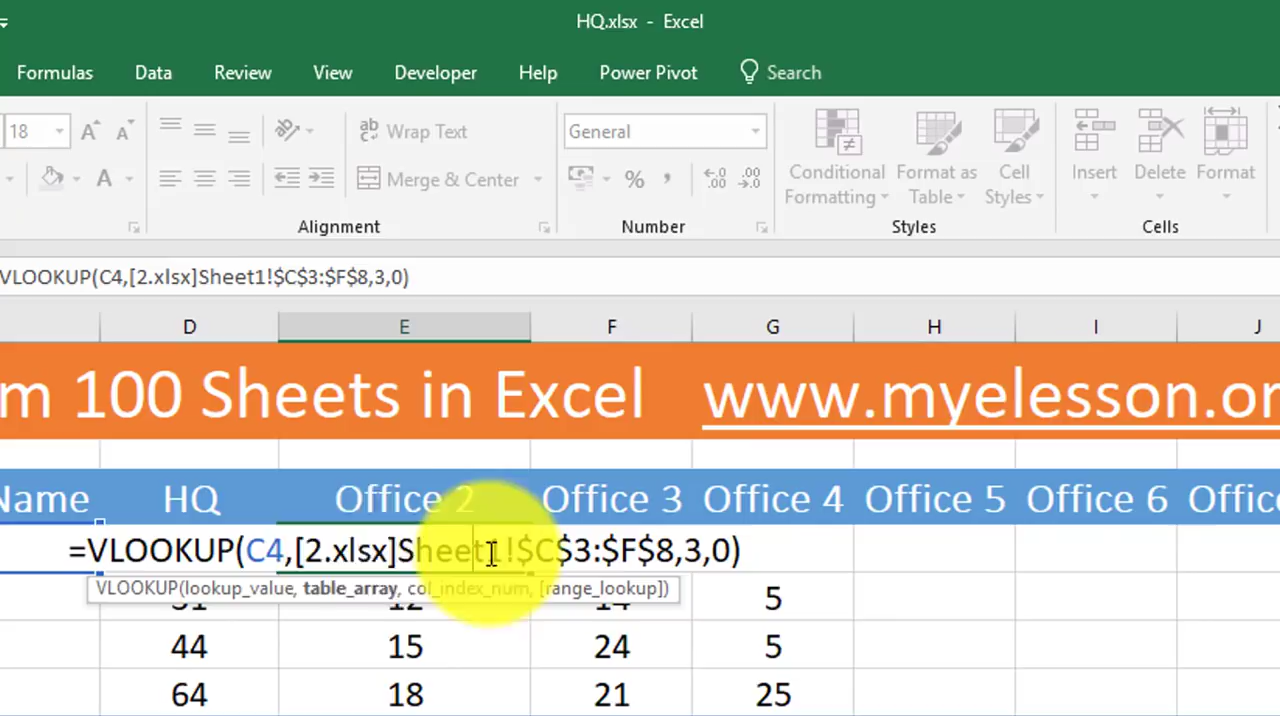 HQ.xlsx - Excel
Formulas Data Review View Developer Help Power Pivot Search
18 A A ab Wrap Text General Conditional Formatting Format as Table Cell Styles Insert Delete Format
A Merge & Center % , .00 .00
Alignment Number Styles Cells
VLOOKUP(C4,[2.xlsx]Sheet1!$C$3:$F$8,3,0)
D E F G H I J
m 100 Sheets in Excel www.myelesson.or
Name HQ Office 2 Office 3 Office 4 Office 5 Office 6 Offic
=VLOOKUP(C4,[2.xlsx]Sheet1!$C$3:$F$8,3,0)
VLOOKUP(lookup_value, table_array, col_index_num, [range_lookup])
5
44 15 24 5
64 18 21 25